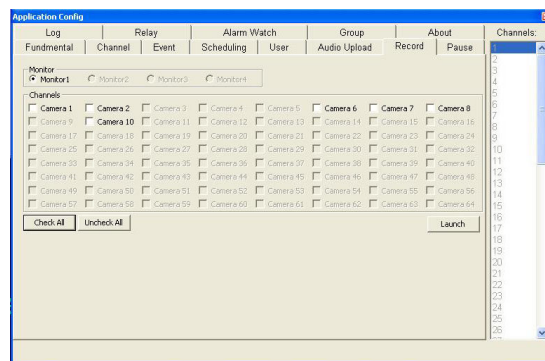 Application Config
Log Relay Alarm Watch Group About Channels:
Fundmental Channel Event Scheduling User Audio Upload Record Pause
Monitor
Monitor1 Monitor2 Monitor3 Monitor4
Channels
Camera 1 Camera 2 Camera 3 Camera 4 Camera 5 Camera 6 Camera 7 Camera 8
Camera 9 Camera 10 Camera 11 Camera 12 Camera 13 Camera 14 Camera 15 Camera 16
Camera 17 Camera 18 Camera 19 Camera 20 Camera 21 Camera 22 Camera 23 Camera 24
Camera 25 Camera 26 Camera 27 Camera 28 Camera 29 Camera 30 Camera 31 Camera 32
Camera 33 Camera 34 Camera 35 Camera 36 Camera 37 Camera 38 Camera 39 Camera 40
Camera 41 Camera 42 Camera 43 Camera 44 Camera 45 Camera 46 Camera 47 Camera 48
Camera 49 Camera 50 Camera 51 Camera 52 Camera 53 Camera 54 Camera 55 Camera 56
Camera 57 Camera 58 Camera 59 Camera 60 Camera 61 Camera 62 Camera 63 Camera 64
Check All Uncheck All Launch
1
2
3
4
5
6
7
8
9
10
11
12
13
14
15
16
17
18
19
20
21
22
23
24
25
26